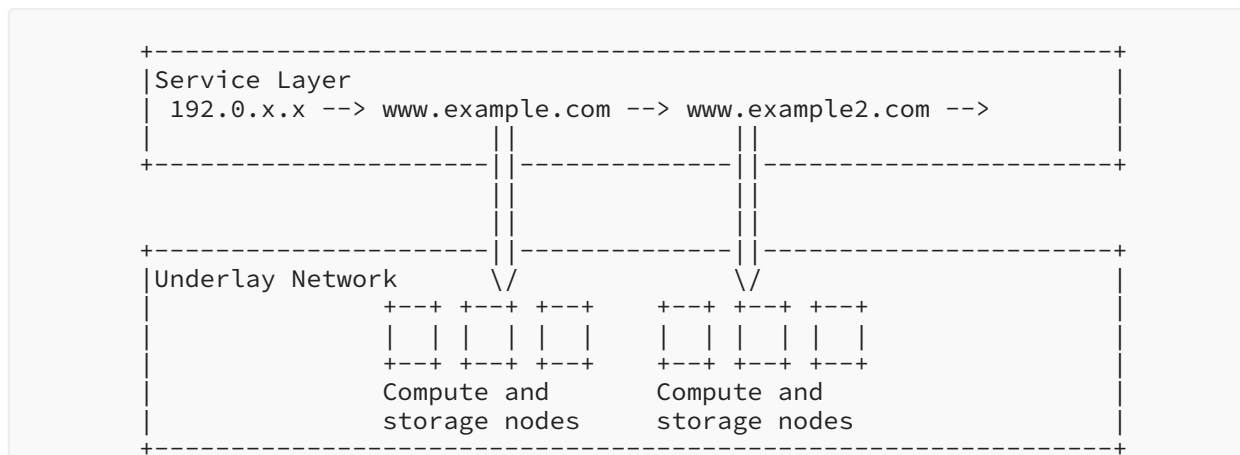 +---------------------------------------------------------------+
|Service Layer                                                  |
| 192.0.x.x --> www.example.com --> www.example2.com -->        |
|                      ||              ||                       |
+----------------------||--------------||-----------------------+
                       ||              ||
                       ||              ||
+----------------------||--------------||-----------------------+
|Underlay Network      \/              \/                       |
|               +--+ +--+ +--+    +--+ +--+ +--+                |
|               |  | |  | |  |    |  | |  | |  |                |
|               +--+ +--+ +--+    +--+ +--+ +--+                |
|               Compute and       Compute and                   |
|               storage nodes     storage nodes                 |
+---------------------------------------------------------------+